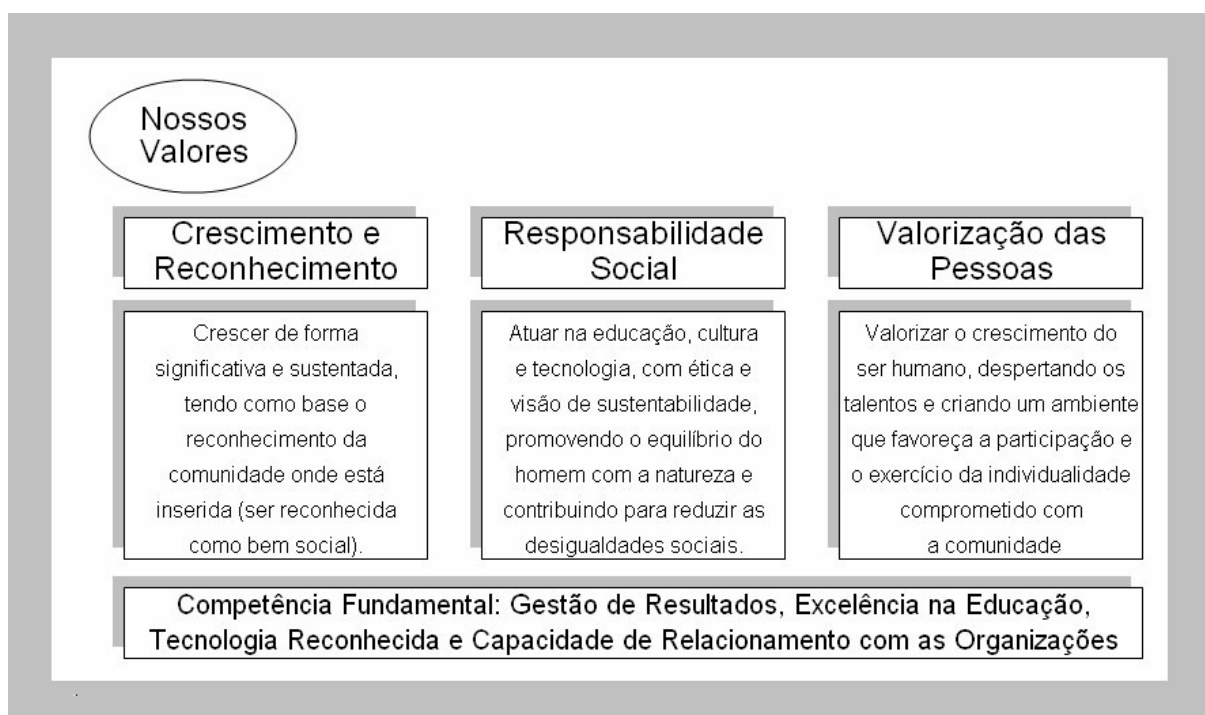 Nossos
Valores
Crescimento e
Reconhecimento
Crescer de forma
significativa e sustentada,
tendo como base o
reconhecimento da
comunidade onde está
inserida (ser reconhecida
como bem social).
Responsabilidade
Social
Atuar na educação, cultura
e tecnologia, com ética e
visão de sustentabilidade,
promovendo o equilíbrio do
homem com a natureza e
contribuindo para reduzir as
desigualdades sociais.
Valorização das
Pessoas
Valorizar o crescimento do
ser humano, despertando os
talentos e criando um ambiente
que favoreça a participação e
o exercício da individualidade
comprometido com
a comunidade
Competência Fundamental: Gestão de Resultados, Excelência na Educação,
Tecnologia Reconhecida e Capacidade de Relacionamento com as Organizações